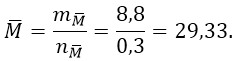 M̅ = m_M̅ / n_M̅ = 8,8 / 0,3 = 29,33.